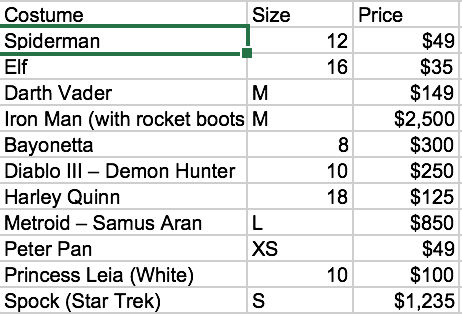 Costume Size Price
Spiderman 12 $49
Elf 16 $35
Darth Vader M $149
Iron Man (with rocket boots M $2,500
Bayonetta 8 $300
Diablo III – Demon Hunter 10 $250
Harley Quinn 18 $125
Metroid – Samus Aran L $850
Peter Pan XS $49
Princess Leia (White) 10 $100
Spock (Star Trek) S $1,235